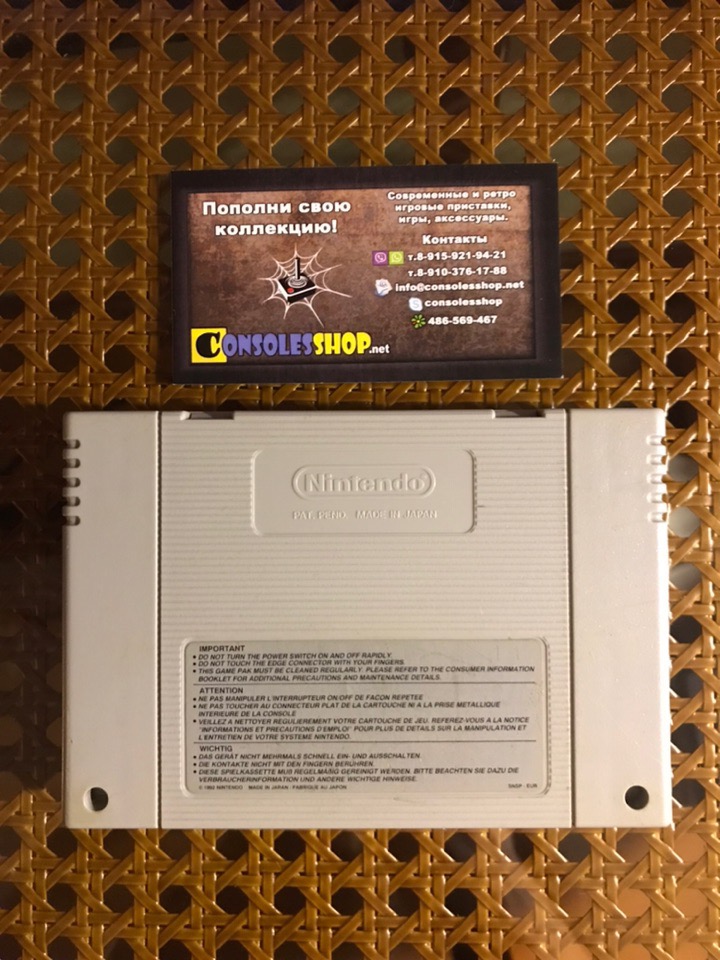 Пополни свою
коллекцию!
Современные и ретро
игровые приставки,
игры, аксессуары.
Контакты
т.8-915-921-94-21
т.8-910-376-17-88
info@consolesshop.net
consolesshop
486-569-467
CONSOLESSHOP.net
Nintendo
PAT. PEND. MADE IN JAPAN
IMPORTANT
• DO NOT TURN THE POWER SWITCH ON AND OFF RAPIDLY.
• DO NOT TOUCH THE EDGE CONNECTOR WITH YOUR FINGERS.
• THIS GAME PAK MUST BE CLEANED REGULARLY. PLEASE REFER TO THE CONSUMER INFORMATION
BOOKLET FOR ADDITIONAL PRECAUTIONS AND MAINTENANCE DETAILS.
ATTENTION
• NE PAS MANIPULER L'INTERRUPTEUR ON/OFF DE FACON REPETEE
• NE PAS TOUCHER AU CONNECTEUR PLAT DE LA CARTOUCHE NI A LA PRISE METALLIQUE
INTERIEURE DE LA CONSOLE
• VEILLEZ A NETTOYER REGULIEREMENT VOTRE CARTOUCHE DE JEU. REFEREZ-VOUS A LA NOTICE
"INFORMATIONS ET PRECAUTIONS D'EMPLOI" POUR PLUS DE DETAILS SUR LA MANIPULATION ET
L'ENTRETIEN DE VOTRE SYSTEME NINTENDO.
WICHTIG
• DAS GERÄT NICHT MEHRMALS SCHNELL EIN- UND AUSSCHALTEN.
• DIE KONTAKTE NICHT MIT DEN FINGERN BERÜHREN.
• DIESE SPIELKASSETTE MUß REGELMÄßIG GEREINIGT WERDEN. BITTE BEACHTEN SIE DAZU DIE
VERBRAUCHERINFORMATION UND ANDERE WICHTIGE HINWEISE.
© 1992 NINTENDO MADE IN JAPAN / FABRIQUE AU JAPON SNSP - EUR